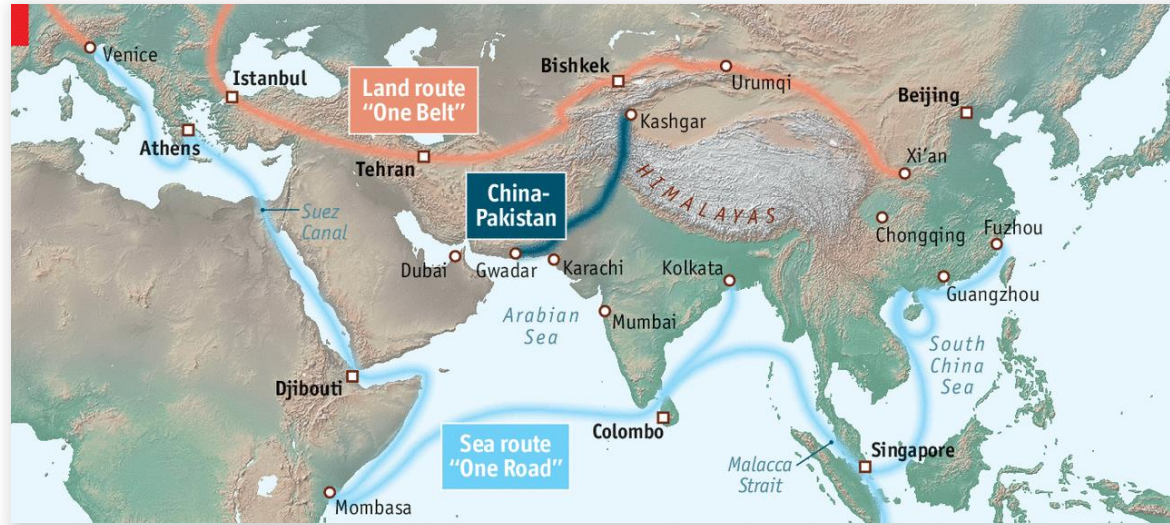 Venice
Istanbul
Land route
"One Belt"
Bishkek
Urumqi
Beijing
Kashgar
Athens
Tehran
Xi'an
HIMALAYAS
China-
Pakistan
Suez
Canal
Chongqing
Fuzhou
Dubai
Gwadar
Karachi
Kolkata
Guangzhou
Arabian
Sea
Mumbai
South
China
Sea
Djibouti
Colombo
Sea route
"One Road"
Singapore
Malacca
Strait
Mombasa